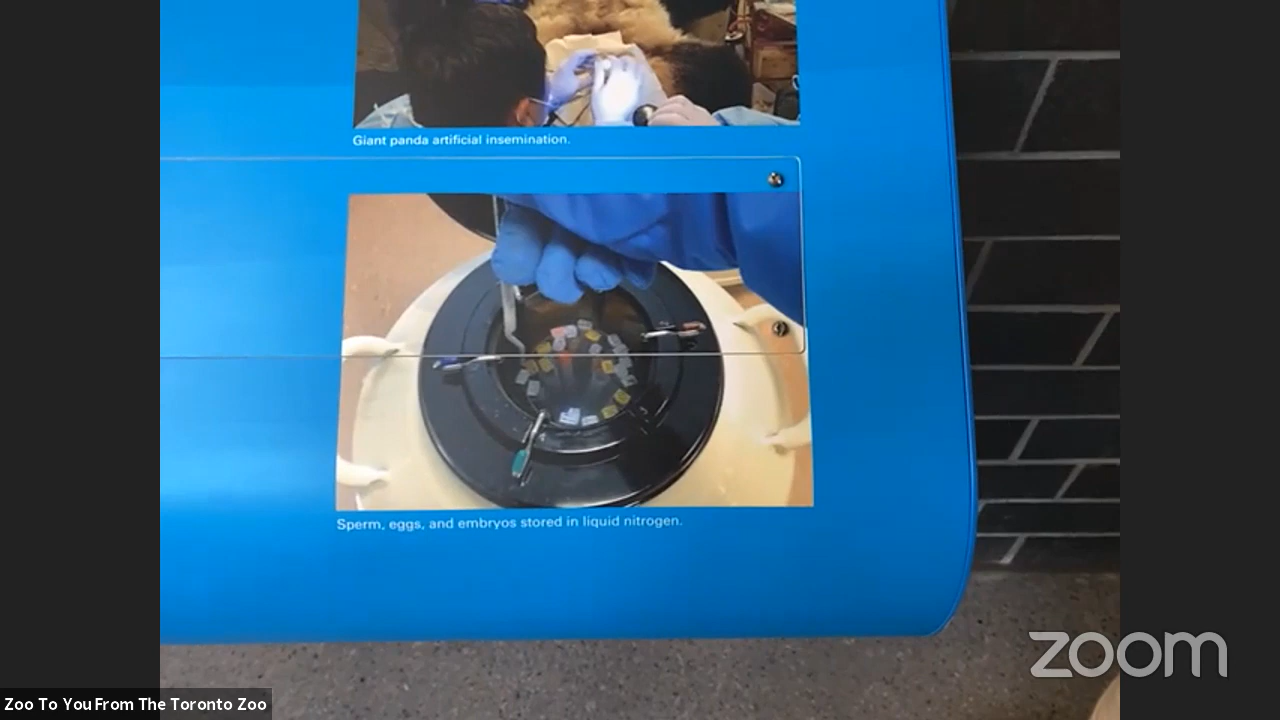 Giant panda artificial insemination.
Sperm, eggs, and embryos stored in liquid nitrogen.
zoom
Zoo To You From The Toronto Zoo